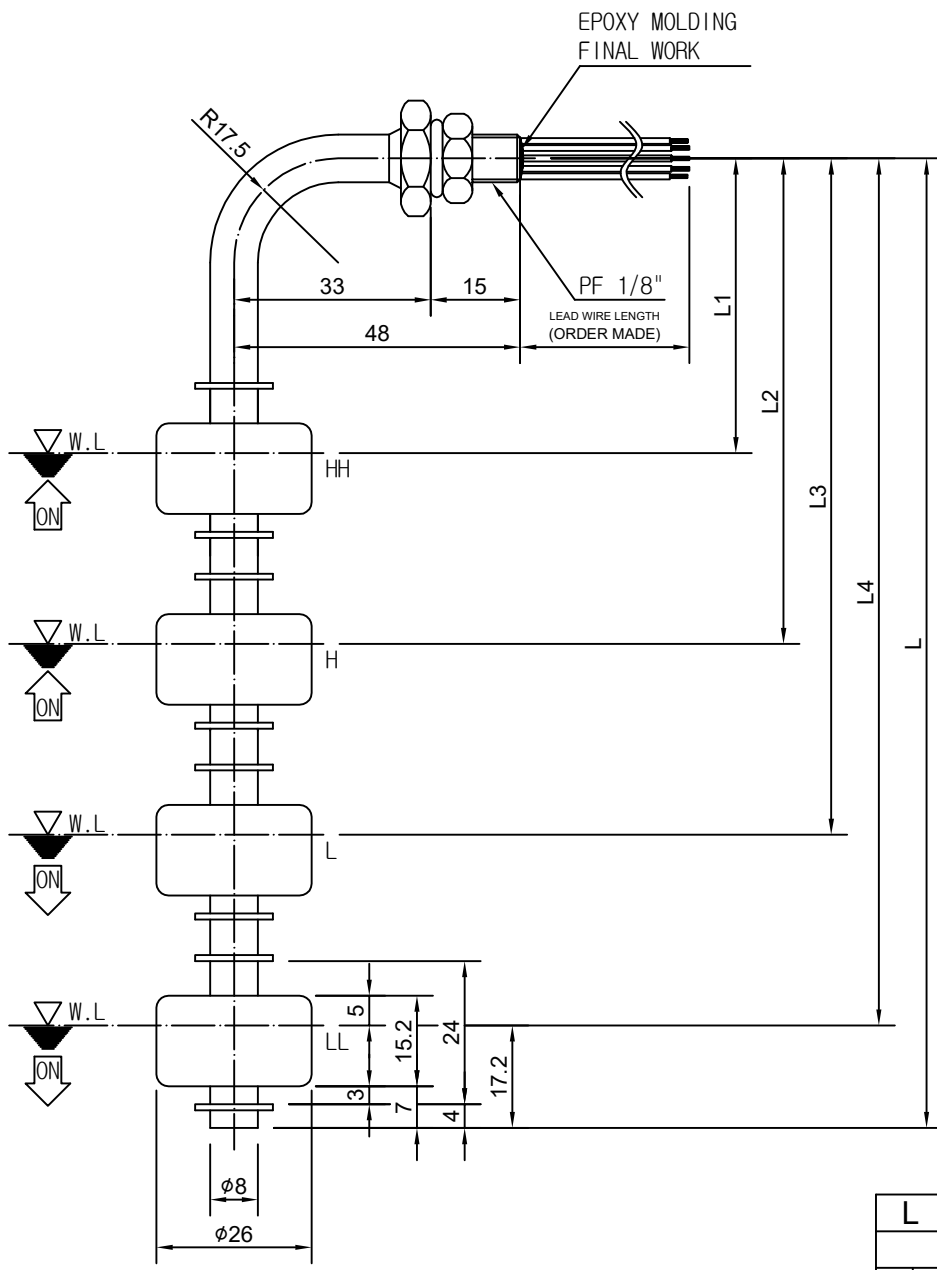 EPOXY MOLDING
FINAL WORK
R17.5
33
15
PF 1/8"
LEAD WIRE LENGTH
(ORDER MADE)
48
L1
L2
L3
L4
L
W.L
HH
ON
W.L
H
ON
W.L
L
ON
W.L
LL
ON
5
15.2
24
17.2
3
7
4
ϕ8
ϕ26
L